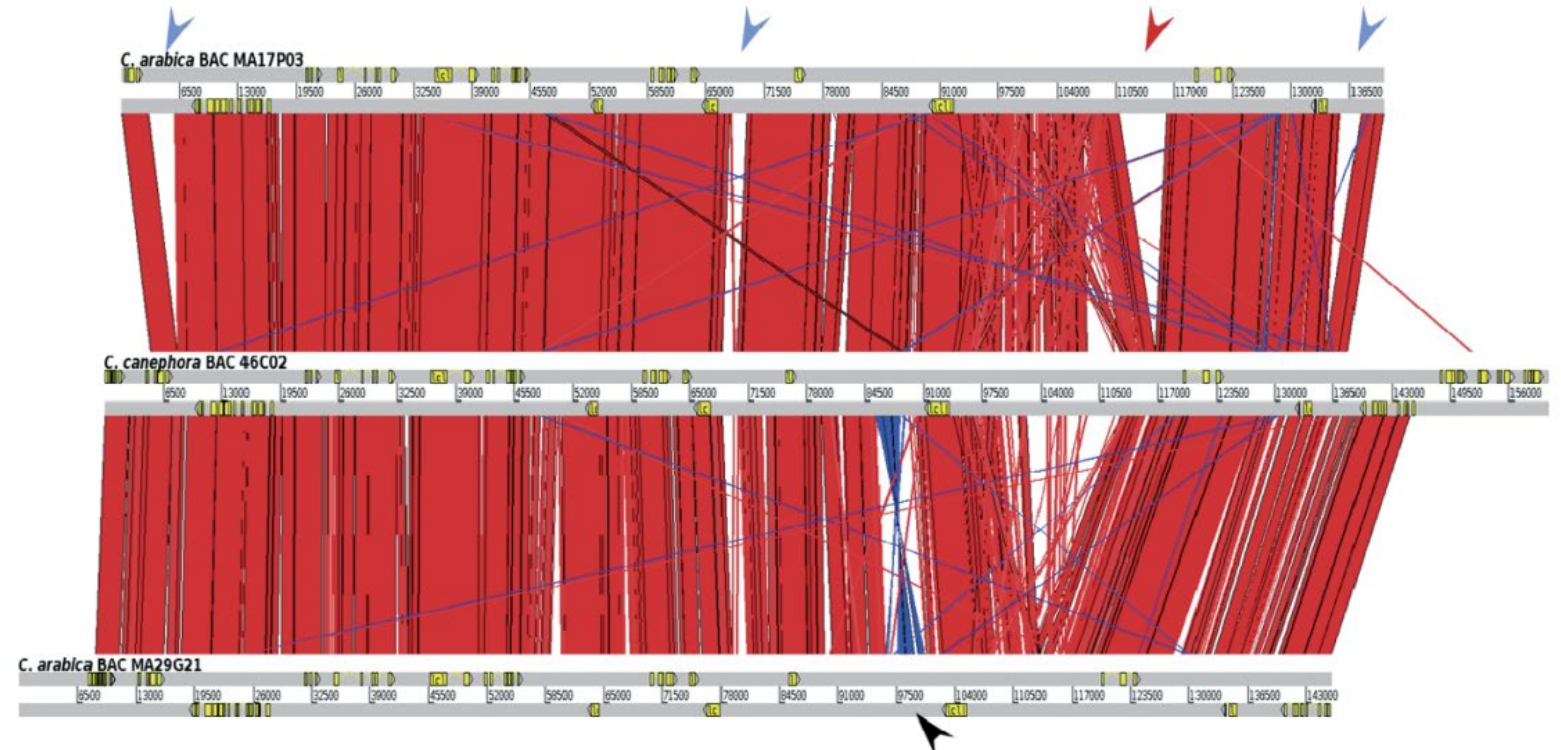 C. arabica BAC MA17P03
6500 13000 19500 26000 32500 39000 45500 52000 58500 65000 71500 78000 84500 91000 97500 104000 110500 117000 123500 130000 136500
C. canephora BAC 46C02
6500 13000 19500 26000 32500 39000 45500 52000 58500 65000 71500 78000 84500 91000 97500 104000 110500 117000 123500 130000 136500 143000 149500 156000
C. arabica BAC MA29G21
6500 13000 19500 26000 32500 39000 45500 52000 58500 65000 71500 78000 84500 91000 97500 104000 110500 117000 123500 130000 136500 143000